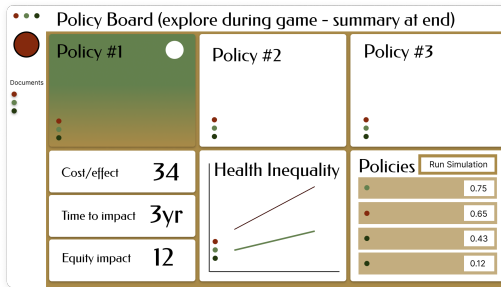 Policy Board (explore during game - summary at end)
Documents
Policy #1
Policy #2
Policy #3
Cost/effect 34
Time to impact 3yr
Equity impact 12
Health Inequality
Policies
Run Simulation
0.75
0.65
0.43
0.12